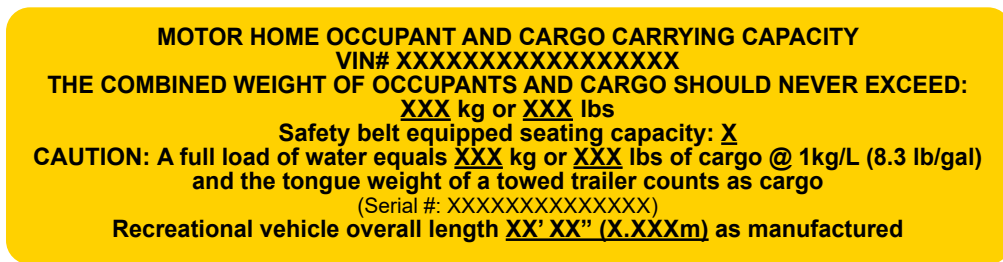 MOTOR HOME OCCUPANT AND CARGO CARRYING CAPACITY
VIN# XXXXXXXXXXXXXXXXX
THE COMBINED WEIGHT OF OCCUPANTS AND CARGO SHOULD NEVER EXCEED:
XXX kg or XXX lbs
Safety belt equipped seating capacity: X
CAUTION: A full load of water equals XXX kg or XXX lbs of cargo @ 1kg/L (8.3 lb/gal)
and the tongue weight of a towed trailer counts as cargo
(Serial #: XXXXXXXXXXXXXX)
Recreational vehicle overall length XX’ XX” (X.XXXm) as manufactured